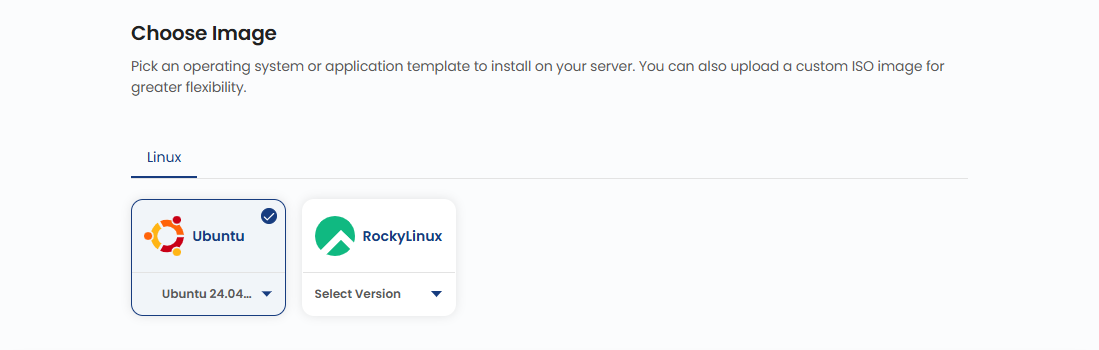 Choose Image
Pick an operating system or application template to install on your server. You can also upload a custom ISO image for
greater flexibility.
Linux
Ubuntu
RockyLinux
Ubuntu 24.04...
Select Version